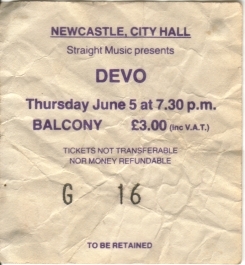 NEWCASTLE, CITY HALL
Straight Music presents
DEVO
Thursday June 5 at 7.30 p.m.
BALCONY £3.00 (inc V.A.T.)
TICKETS NOT TRANSFERABLE
NOR MONEY REFUNDABLE
G 16
TO BE RETAINED